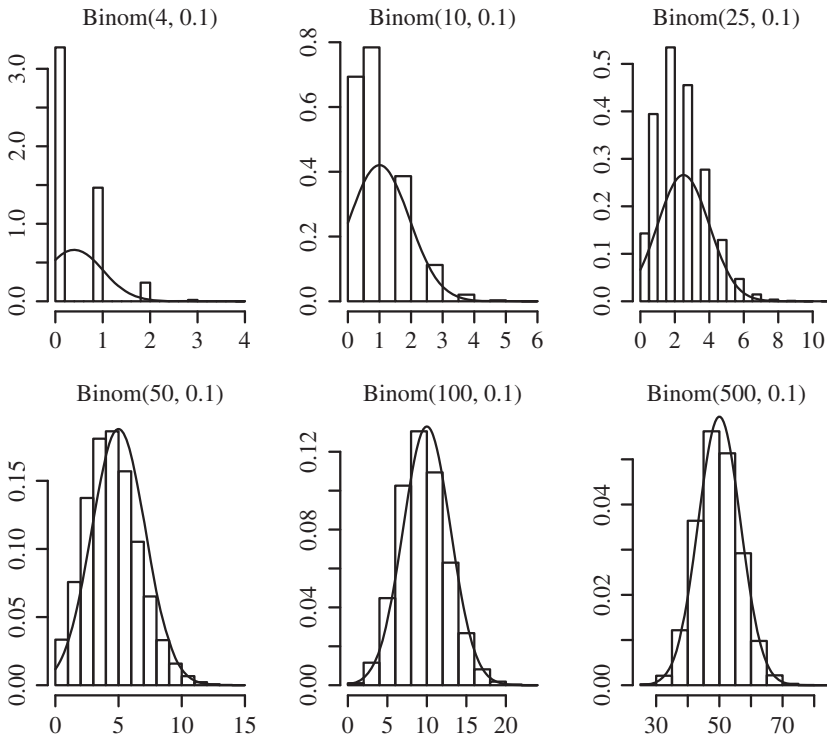 Binom(4, 0.1)
3.0
2.0
1.0
0.0
0 1 2 3 4
Binom(10, 0.1)
0.8
0.6
0.4
0.2
0.0
0 1 2 3 4 5 6
Binom(25, 0.1)
0.5
0.4
0.3
0.2
0.1
0.0
0 2 4 6 8 10
Binom(50, 0.1)
0.15
0.10
0.05
0.00
0 5 10 15
Binom(100, 0.1)
0.12
0.08
0.04
0.00
0 5 10 15 20
Binom(500, 0.1)
0.04
0.02
0.00
30 50 70